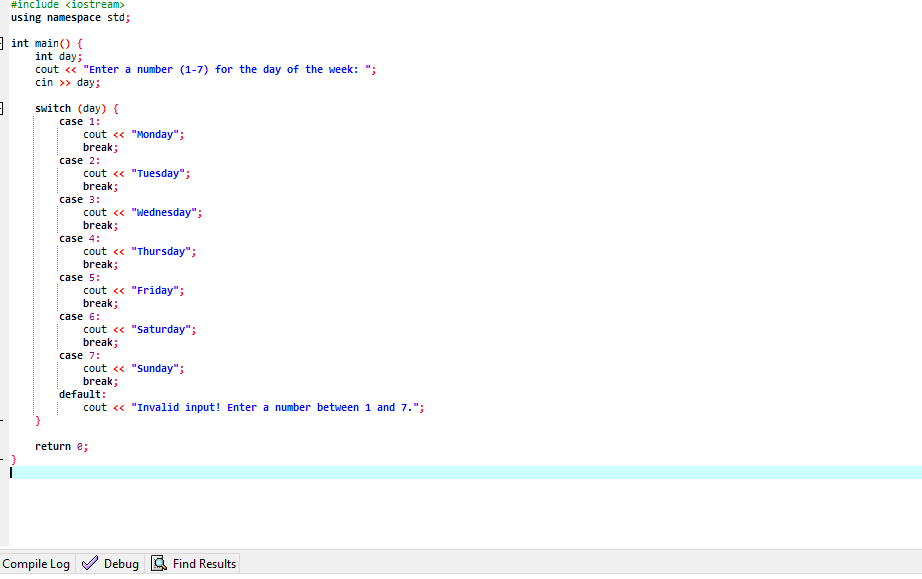 #include <iostream>
using namespace std;
int main() {
    int day;
    cout << "Enter a number (1-7) for the day of the week: ";
    cin >> day;
    switch (day) {
        case 1:
            cout << "Monday";
            break;
        case 2:
            cout << "Tuesday";
            break;
        case 3:
            cout << "Wednesday";
            break;
        case 4:
            cout << "Thursday";
            break;
        case 5:
            cout << "Friday";
            break;
        case 6:
            cout << "Saturday";
            break;
        case 7:
            cout << "Sunday";
            break;
        default:
            cout << "Invalid input! Enter a number between 1 and 7.";
    }
    return 0;
}
Compile Log Debug Find Results